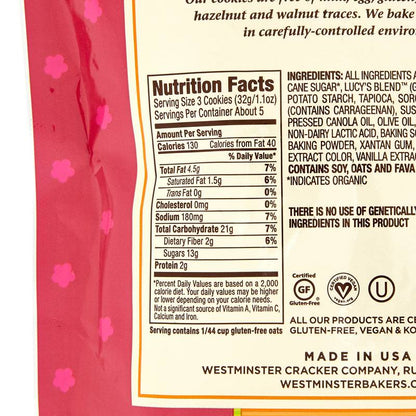 Our cookies are free of milk, egg,
hazelnut and walnut traces. We bake
in carefully-controlled
Nutrition Facts
Serving Size 3 Cookies (32g/1.1oz)
Servings Per Container About 5
Amount Per Serving
Calories 130 Calories from Fat 40
% Daily Value*
Total Fat 4.5g 7%
Saturated Fat 1.5g 6%
Trans Fat 0g 0%
Cholesterol 0mg 0%
Sodium 180mg 7%
Total Carbohydrate 21g 7%
Dietary Fiber 2g 6%
Sugars 13g
Protein 2g
*Percent Daily Values are based on a 2,000
calorie diet. Your daily values may be higher
or lower depending on your calorie needs.
Not a significant source of Vitamin A, Vitamin C,
Calcium and Iron.
Serving contains 1/44 cup gluten-free oats
INGREDIENTS: ALL INGREDIENTS
CANE SUGAR*, LUCY'S BLEND™ (
POTATO STARCH, TAPIOCA,
(CONTAINS CARRAGEENAN),
PRESSED CANOLA OIL, OLIVE OIL,
NON-DAIRY LACTIC ACID, BAKING
BAKING POWDER, XANTAN GUM,
EXTRACT COLOR, VANILLA
CONTAINS SOY, OATS AND FAVA
*INDICATES ORGANIC
THERE IS NO USE OF GENETICALLY
INGREDIENTS IN THIS PRODUCT
Certified
GF
Gluten-Free
CERTIFIED VEGAN
vegan.org
U
ALL OUR PRODUCTS ARE
GLUTEN-FREE, VEGAN &
MADE IN USA
WESTMINSTER CRACKER COMPANY,
WESTMINSTERBAKERS.